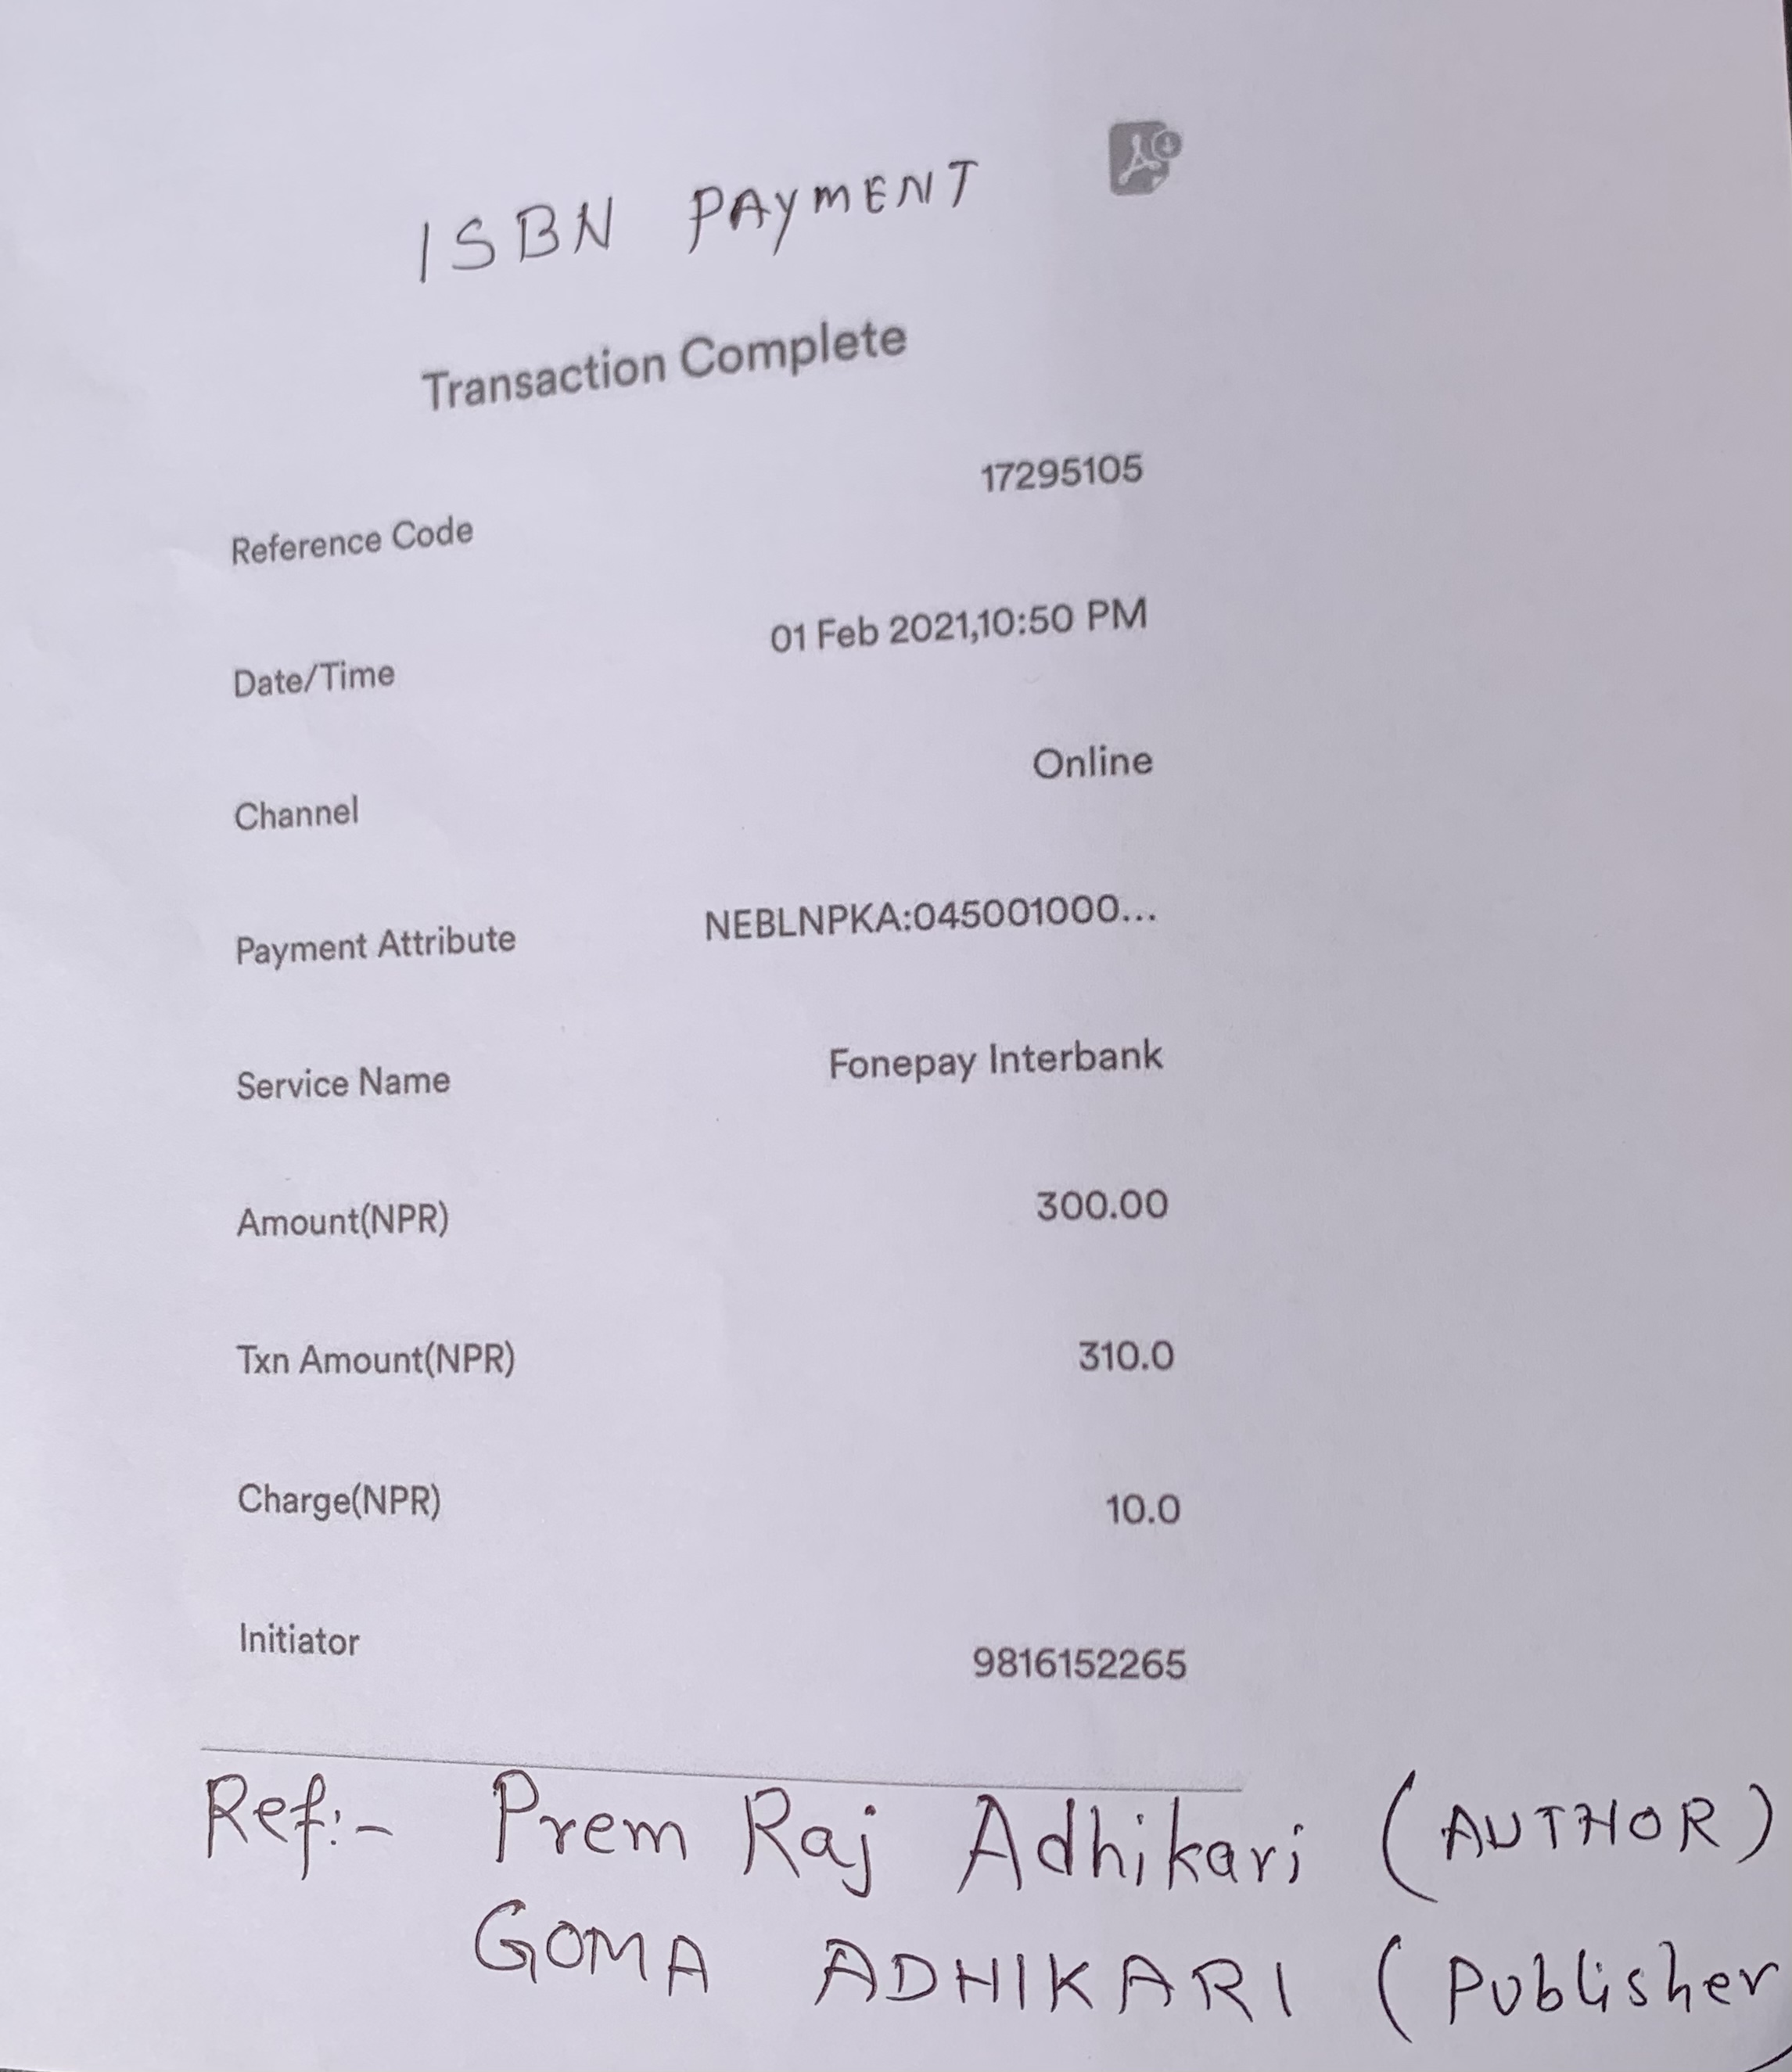 ISBN PAYMENT
Transaction Complete
Reference Code 17295105
Date/Time 01 Feb 2021,10:50 PM
Channel Online
Payment Attribute NEBLNPKA:045001000...
Service Name Fonepay Interbank
Amount(NPR) 300.00
Txn Amount(NPR) 310.0
Charge(NPR) 10.0
Initiator 9816152265
Ref:- Prem Raj Adhikari (AUTHOR)
GOMA ADHIKARI (Publisher)